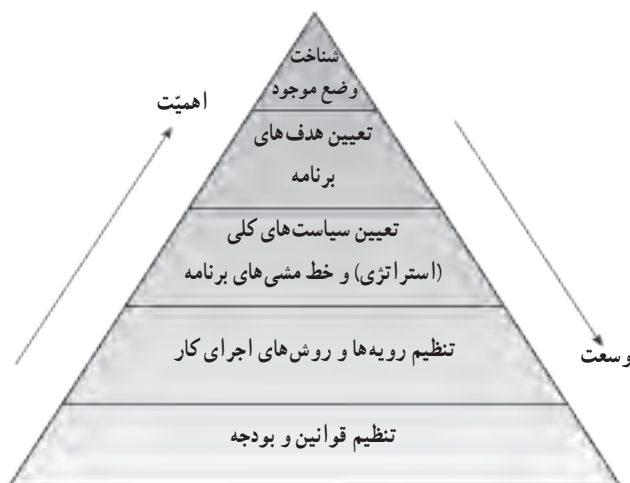 شناخت
وضع موجود
اهمیّت
تعیین هدف‌های
برنامه
تعیین سیاست‌های کلی
(استراتژی) و خط مشی‌های برنامه
تنظیم رویه‌ها و روش‌های اجرای کار
وسعت
تنظیم قوانین و بودجه